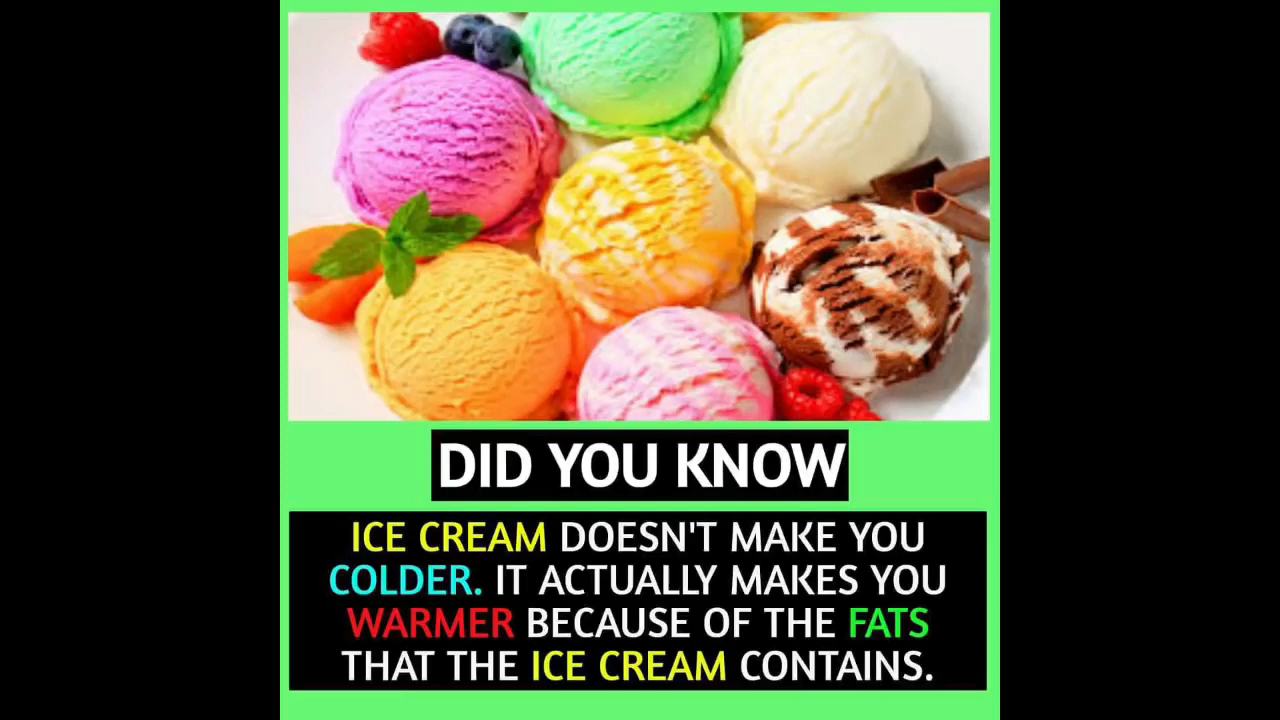 DID YOU KNOW
ICE CREAM DOESN'T MAKE YOU
COLDER. IT ACTUALLY MAKES YOU
WARMER BECAUSE OF THE FATS
THAT THE ICE CREAM CONTAINS.